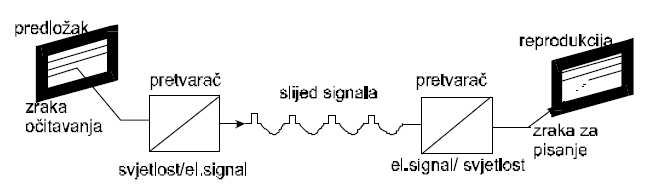 predložak
zraka
očitavanja
pretvarač
svjetlost/el.signal
slijed signala
pretvarač
el.signal/ svjetlost
reprodukcija
zraka za
pisanje